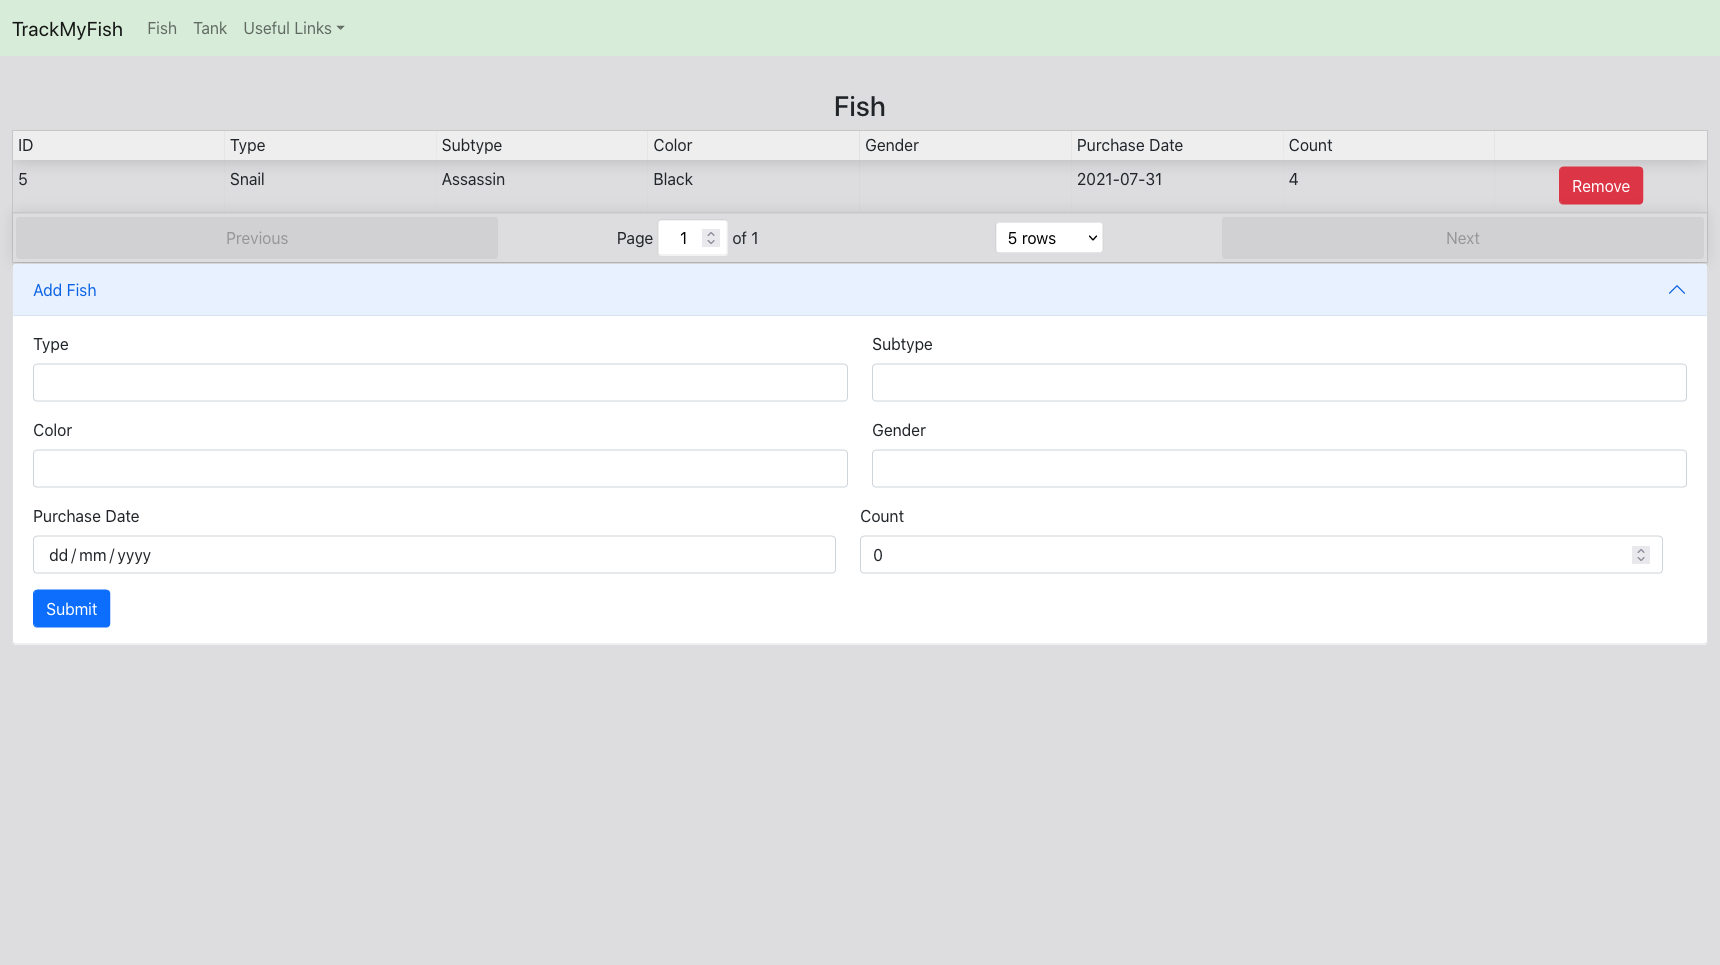 TrackMyFish Fish Tank Useful Links
Fish
ID Type Subtype Color Gender Purchase Date Count
5 Snail Assassin Black 2021-07-31 4 Remove
Previous Page 1 of 1 5 rows Next
Add Fish
Type Subtype
Color Gender
Purchase Date Count
dd/mm/yyyy 0
Submit